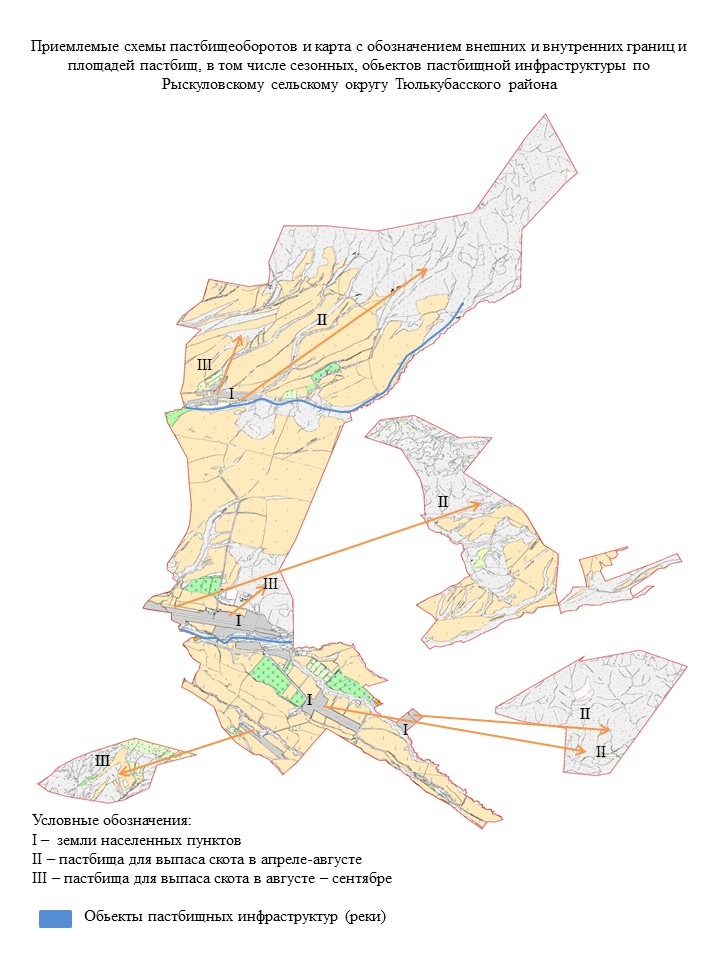 Приемлемые схемы пастбищеоборотов и карта с обозначением внешних и внутренних границ и
площадей пастбищ, в том числе сезонных, обьектов пастбищной инфраструктуры по
Рыскуловскому сельскому округу Тюлькубасского района
II
III
I
II
III
I
I
II
I
II
III
Условные обозначения:
I – земли населенных пунктов
II – пастбища для выпаса скота в апреле-августе
III – пастбища для выпаса скота в августе – сентябре
Обьекты пастбищных инфраструктур (реки)